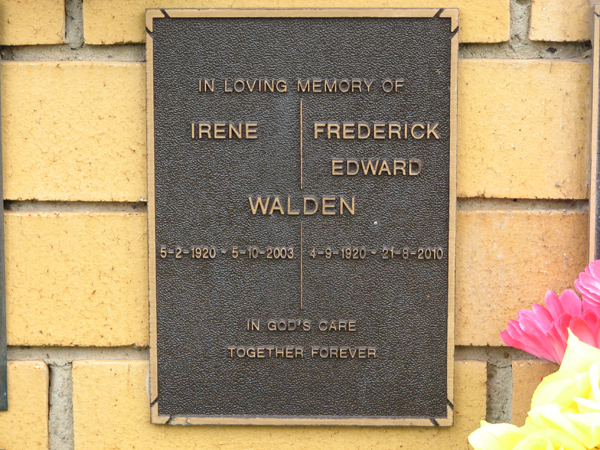 IN LOVING MEMORY OF
IRENE FREDERICK
EDWARD
WALDEN
5-2-1920 - 5-10-2003 4-9-1920 - 21-8-2010
IN GOD'S CARE
TOGETHER FOREVER